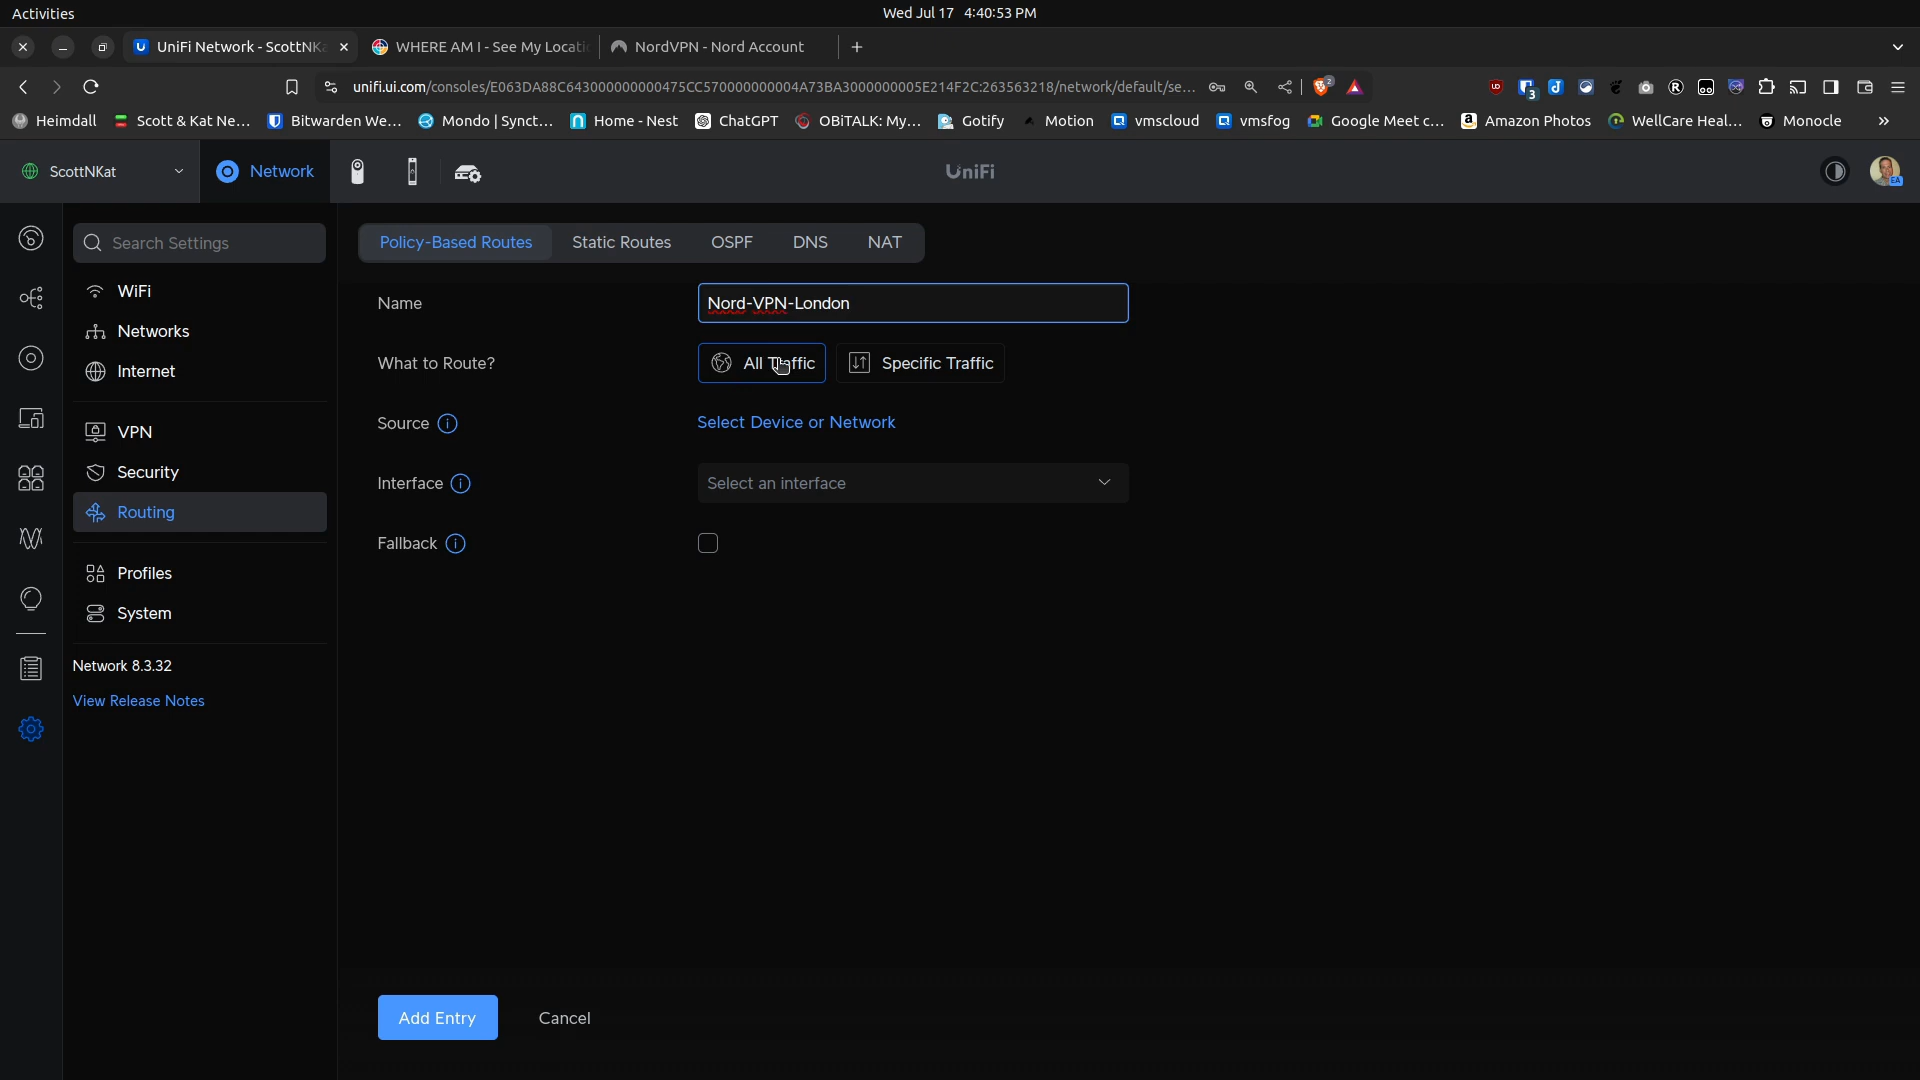 Activities
Wed Jul 17 4:40:53 PM
UniFi Network - ScottNKa
WHERE AM I - See My Locati
NordVPN - Nord Account
unifi.ui.com/consoles/E063DA88C6430000000000475CC570000000004A73BA3000000005E214F2C:263563218/network/default/se...
2
3
Heimdall
Scott & Kat Ne...
Bitwarden We...
Mondo | Synct...
Home - Nest
ChatGPT
OBiTALK: My...
Gotify
Motion
vmscloud
vmsfog
Google Meet c...
Amazon Photos
WellCare Heal...
Monocle
»
ScottNKat
Network
UniFi
EA
Search Settings
WiFi
Networks
Internet
VPN
Security
Routing
Profiles
System
Network 8.3.32
View Release Notes
Policy-Based Routes
Static Routes
OSPF
DNS
NAT
Name
Nord-VPN-London
What to Route?
All Traffic
Specific Traffic
Source
Select Device or Network
Interface
Select an interface
Fallback
Add Entry
Cancel